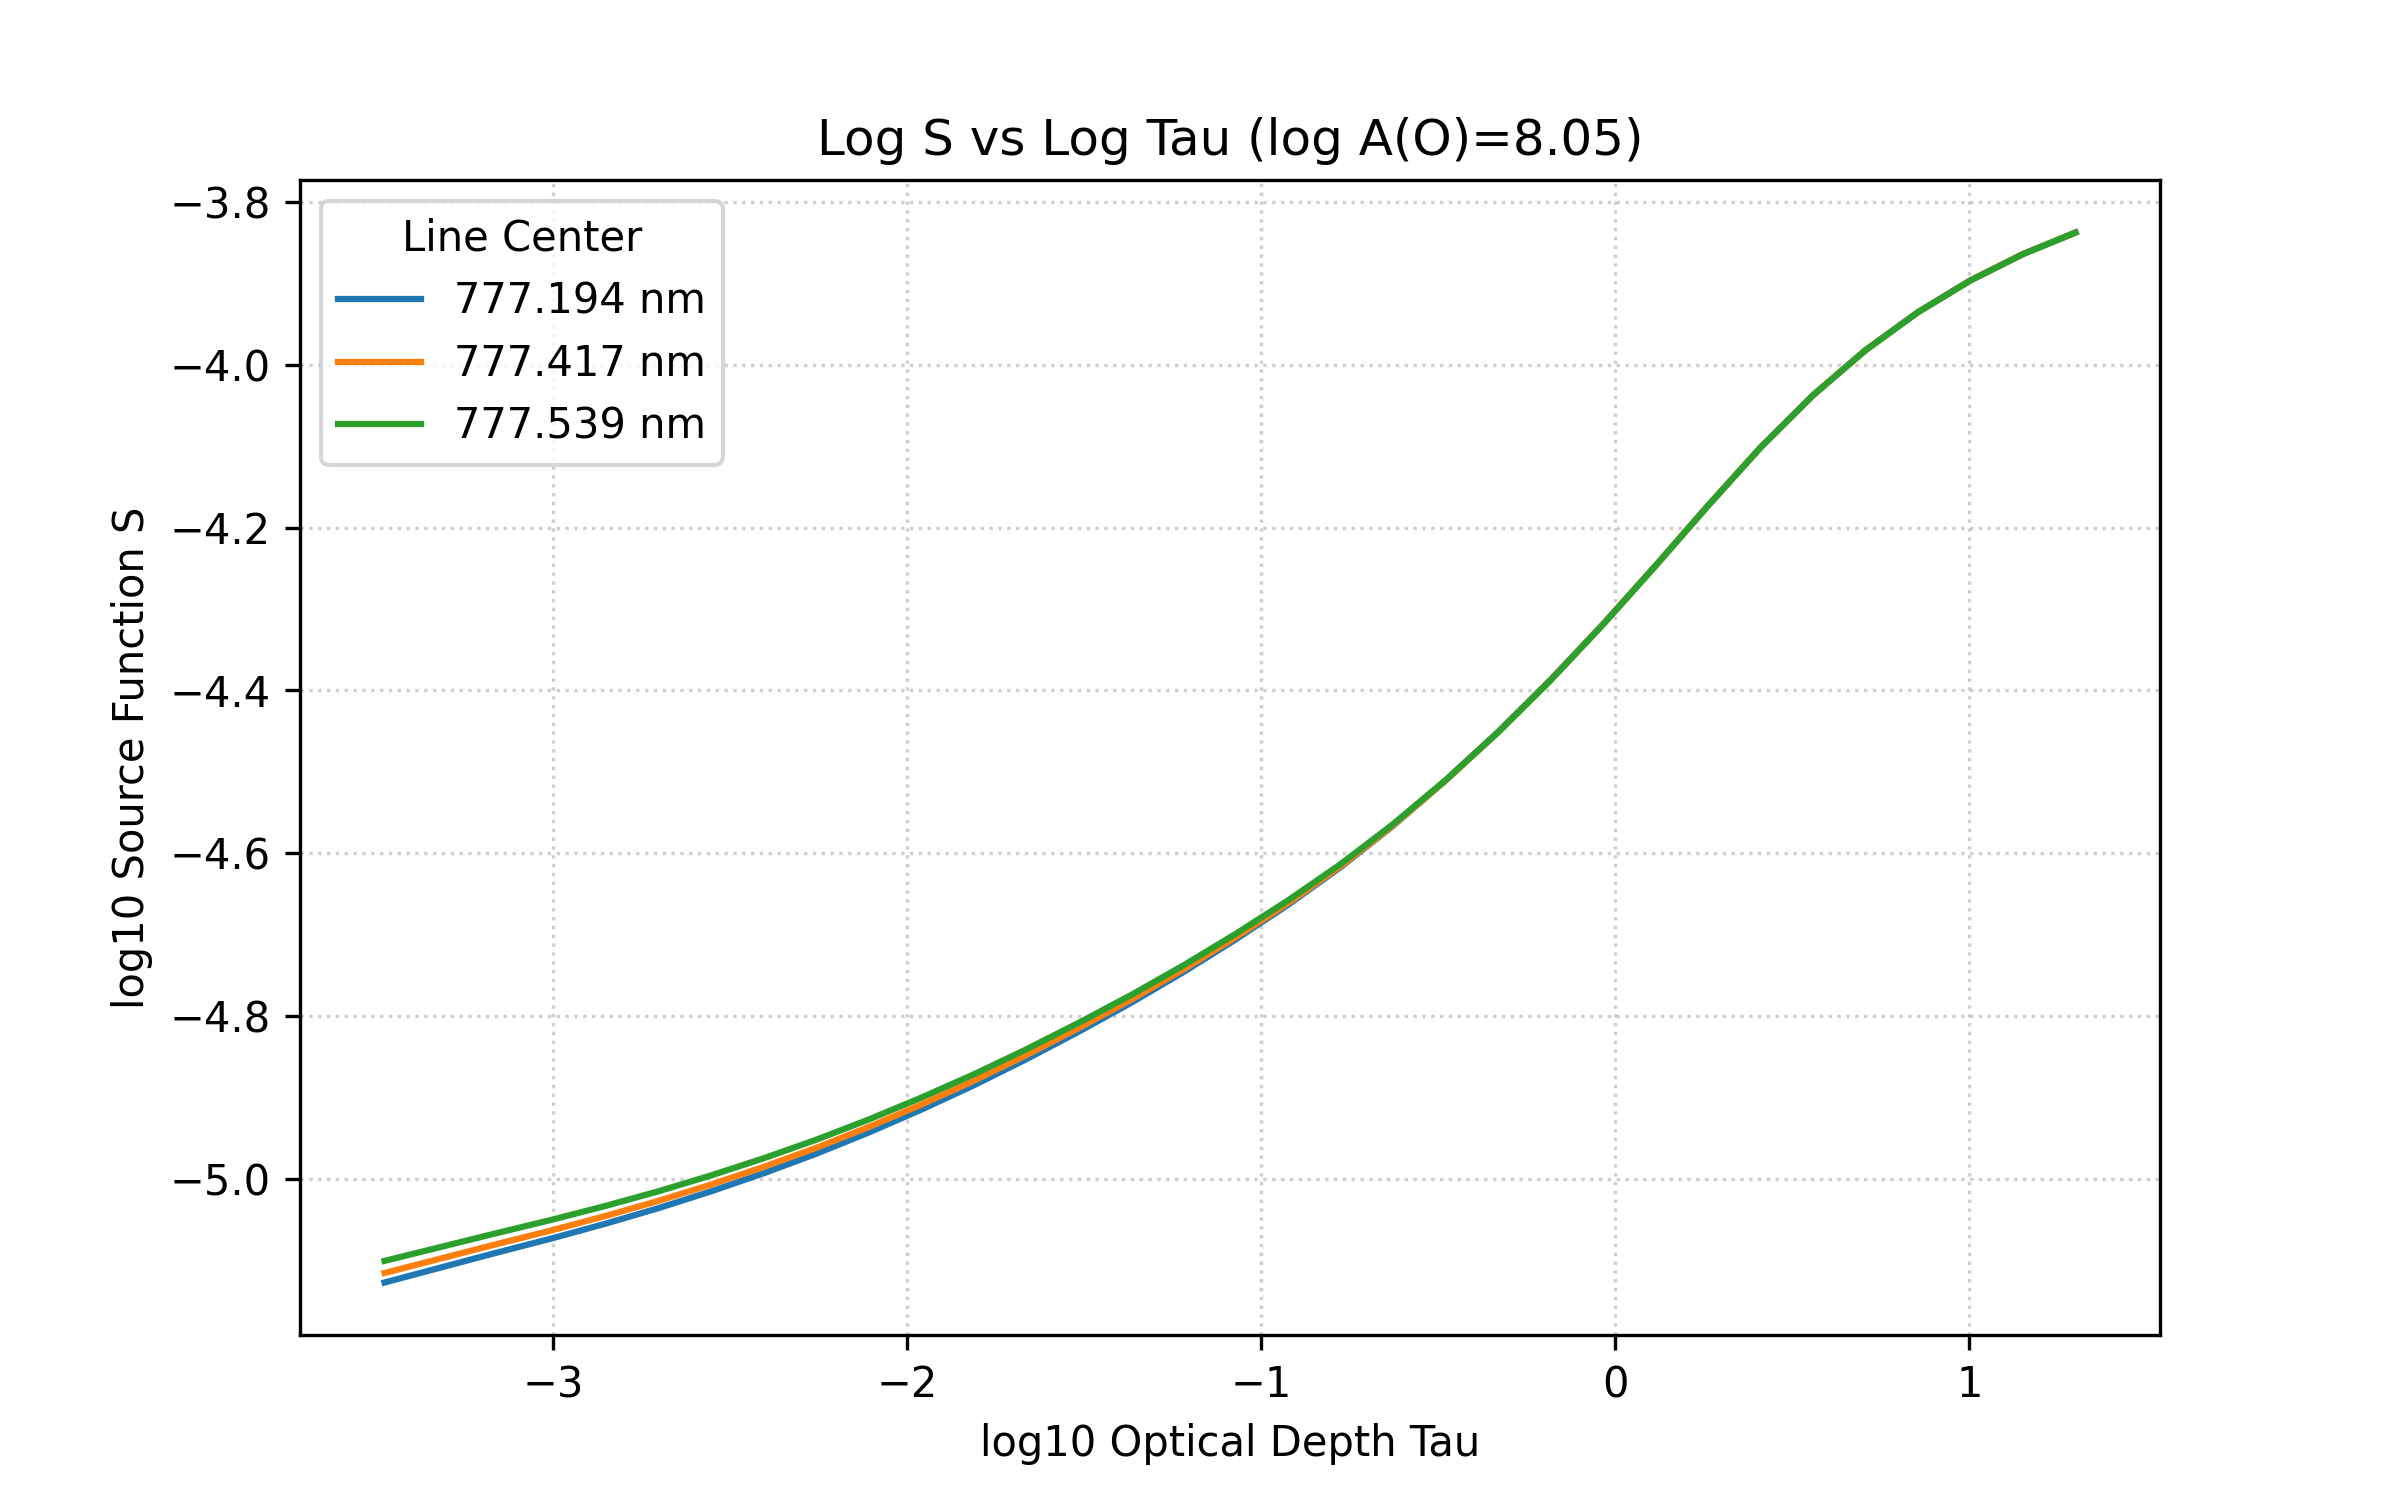 Log S vs Log Tau (log A(O)=8.05)
Line Center
777.194 nm
777.417 nm
777.539 nm
log10 Source Function S
−3.8
−4.0
−4.2
−4.4
−4.6
−4.8
−5.0
−3 −2 −1 0 1
log10 Optical Depth Tau